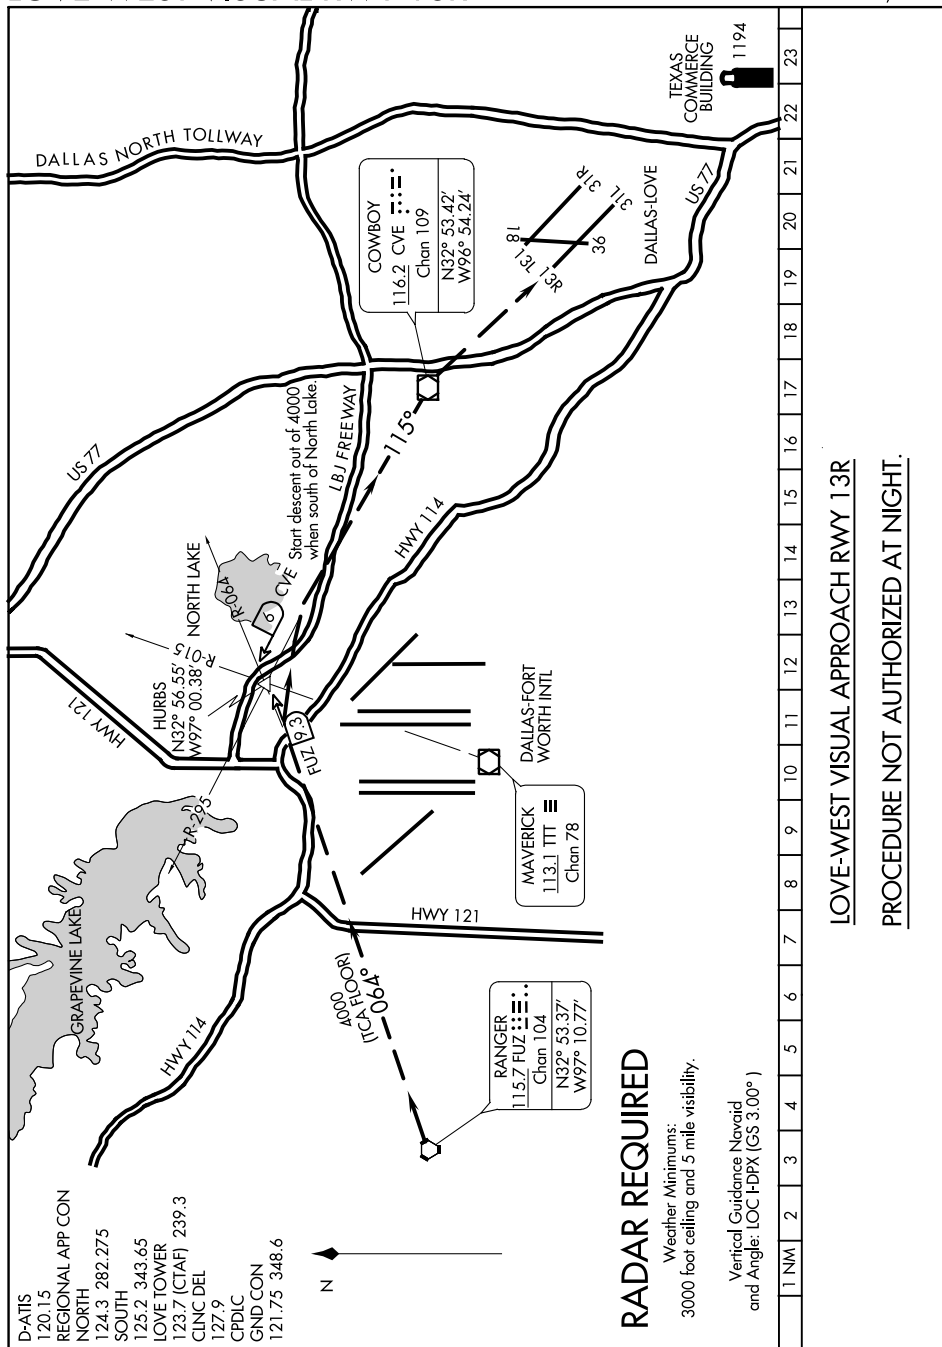 D-ATIS
120.15
REGIONAL APP CON
NORTH
124.3 282.275
SOUTH
125.2 343.65
LOVE TOWER
123.7 (CTAF) 239.3
CLNC DEL
127.9
CPDLC
GND CON
121.75 348.6
N
RADAR REQUIRED
Weather Minimums:
3000 foot ceiling and 5 mile visibility.
Vertical Guidance Navaid
and Angle: LOC I-DPX (GS 3.00°)
GRAPEVINE LAKE
HWY 114
4000
(TCA FLOOR)
064°
RANGER
115.7 FUZ
Chan 104
N32° 53.37'
W97° 10.77'
HWY 121
R-295
MAVERICK
113.1 TTT
Chan 78
DALLAS-FORT
WORTH INTL
HWY 121
FUZ 9.3
HURBS
N32° 56.55'
W97° 00.38'
R-015
R-064
NORTH LAKE
6 CVE
Start descent out of 4000
when south of North Lake.
US 77
LBJ FREEWAY
HWY 114
115°
COWBOY
116.2 CVE
Chan 109
N32° 53.42'
W96° 54.24'
DALLAS NORTH TOLLWAY
18
13L
13R
36
31R
31L
DALLAS-LOVE
US 77
TEXAS
COMMERCE
BUILDING
1194
1 NM 2 3 4 5 6 7 8 9 10 11 12 13 14 15 16 17 18 19 20 21 22 23
LOVE-WEST VISUAL APPROACH RWY 13R
PROCEDURE NOT AUTHORIZED AT NIGHT.